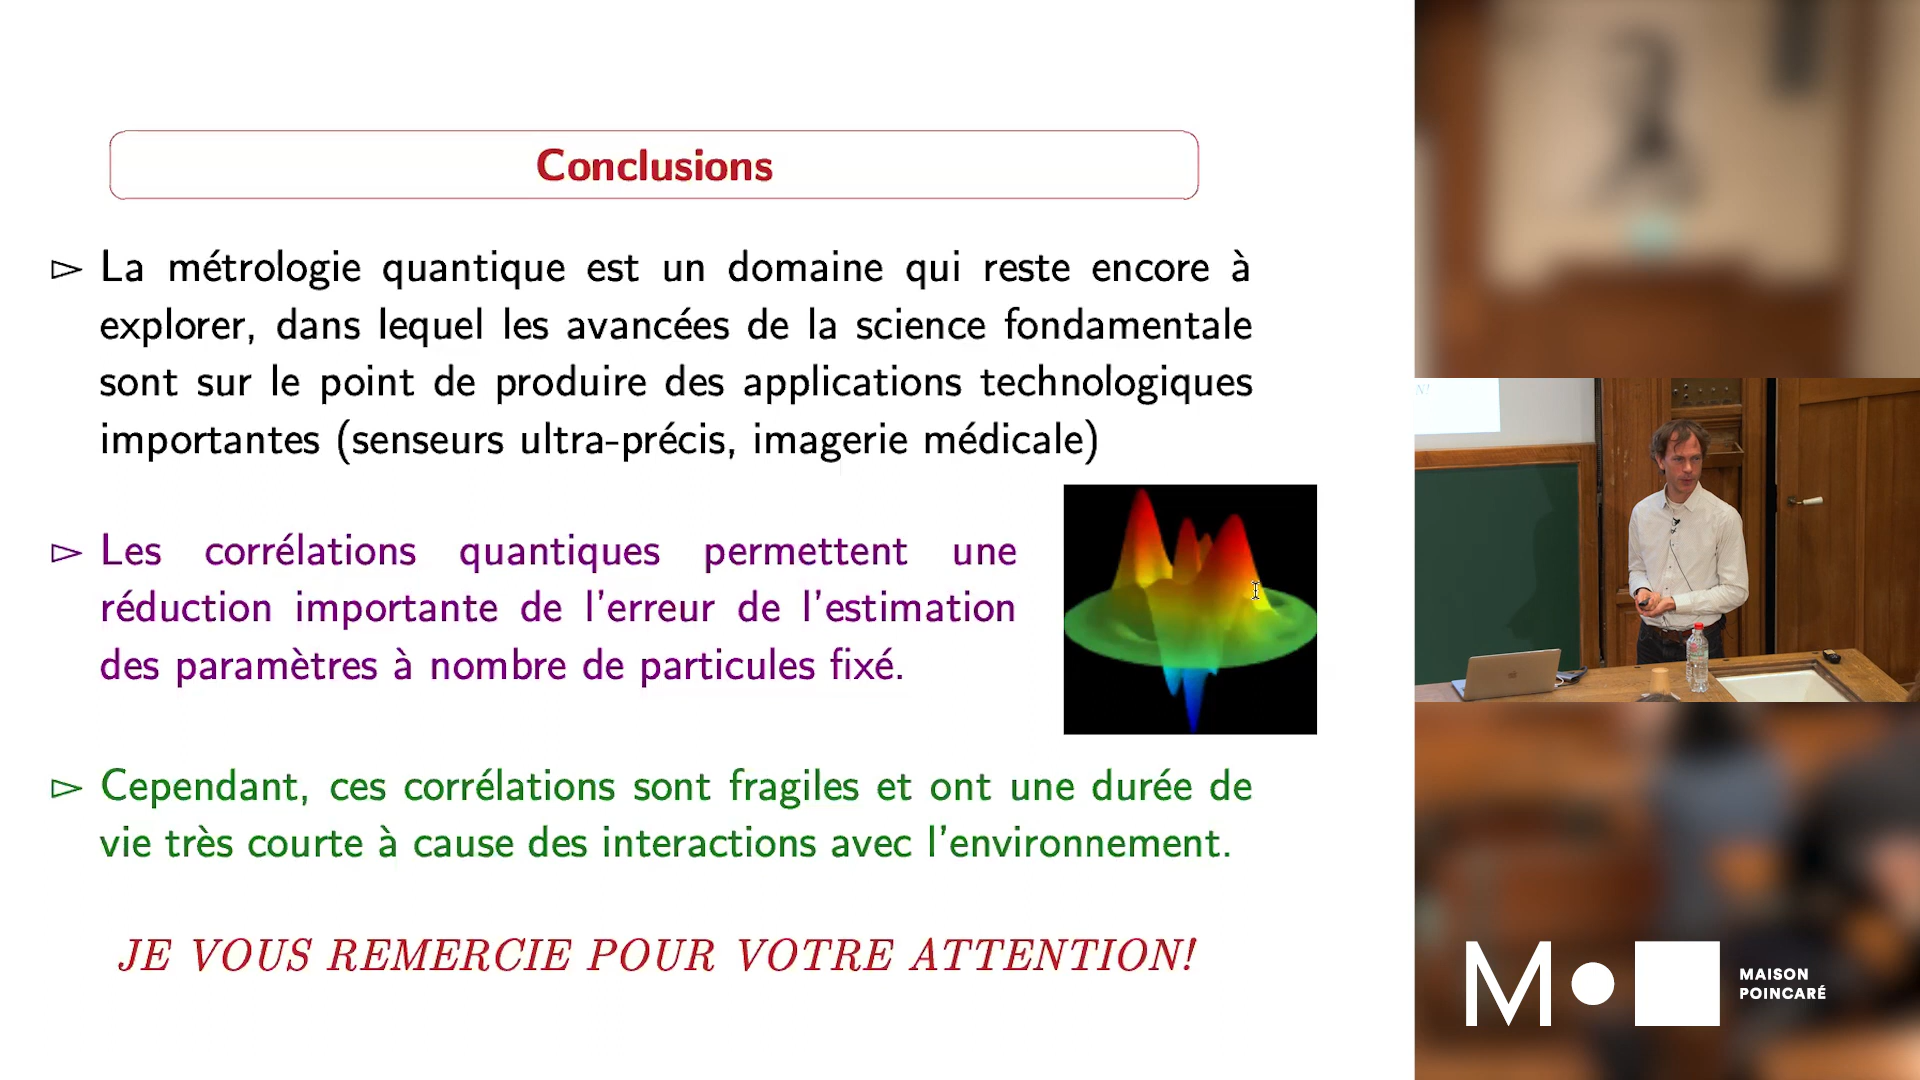 Conclusions
▻ La métrologie quantique est un domaine qui reste encore à
explorer, dans lequel les avancées de la science fondamentale
sont sur le point de produire des applications technologiques
importantes (senseurs ultra-précis, imagerie médicale)
▻ Les corrélations quantiques permettent une
réduction importante de l'erreur de l'estimation
des paramètres à nombre de particules fixé.
▻ Cependant, ces corrélations sont fragiles et ont une durée de
vie très courte à cause des interactions avec l'environnement.
JE VOUS REMERCIE POUR VOTRE ATTENTION!
M
MAISON
POINCARÉ